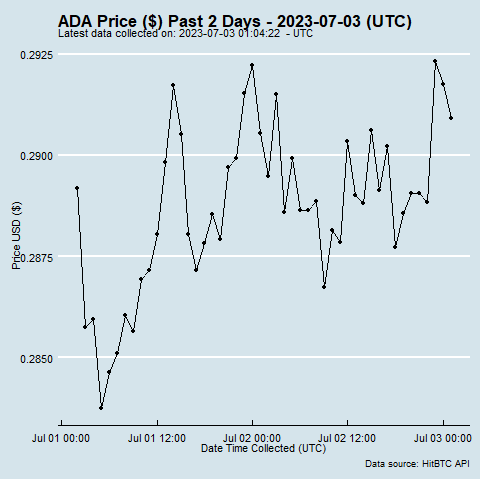 ADA Price ($) Past 2 Days - 2023-07-03 (UTC)
Latest data collected on: 2023-07-03 01:04:22 - UTC
0.2925
0.2900
0.2875
0.2850
Price USD ($)
Jul 01 00:00 Jul 01 12:00 Jul 02 00:00 Jul 02 12:00 Jul 03 00:00
Date Time Collected (UTC)
Data source: HitBTC API